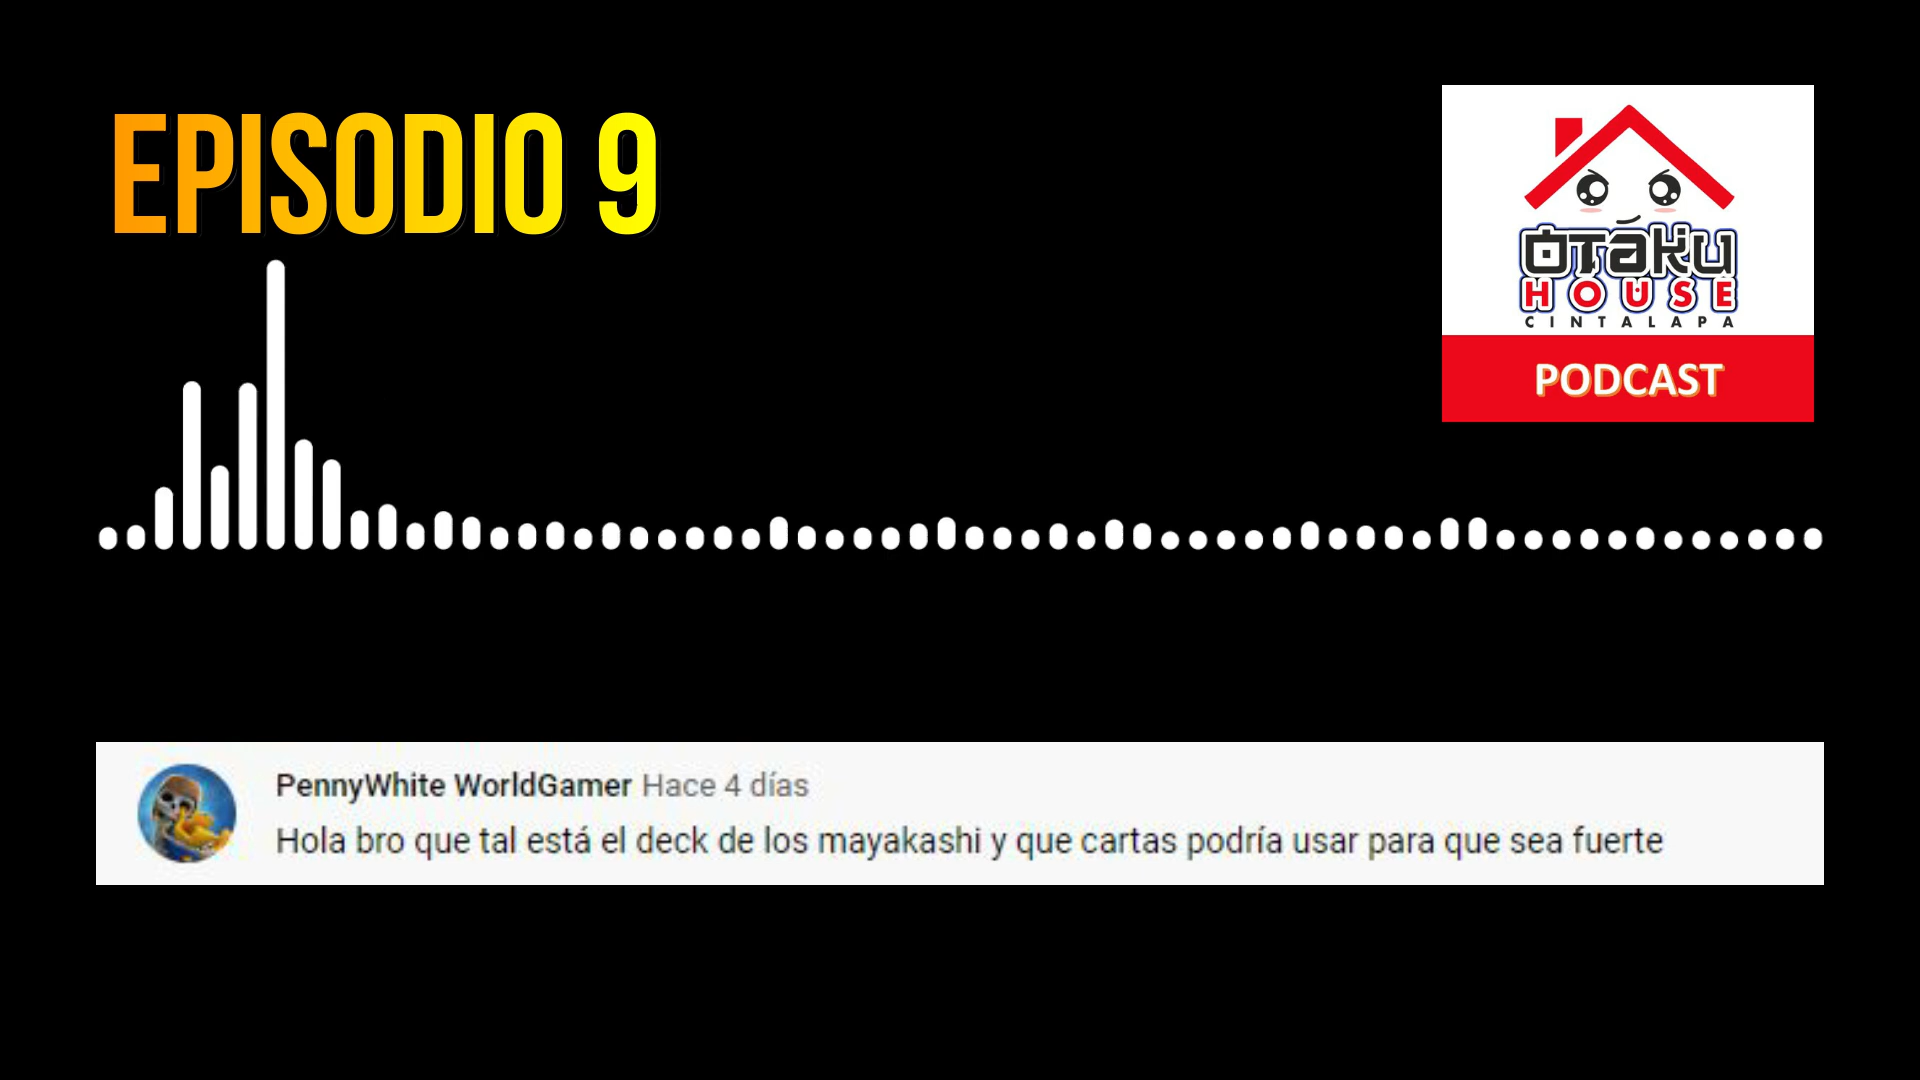 EPISODIO 9
OTAKU
HOUSE
CINTALAPA
PODCAST
PennyWhite WorldGamer Hace 4 días
Hola bro que tal está el deck de los mayakashi y que cartas podría usar para que sea fuerte